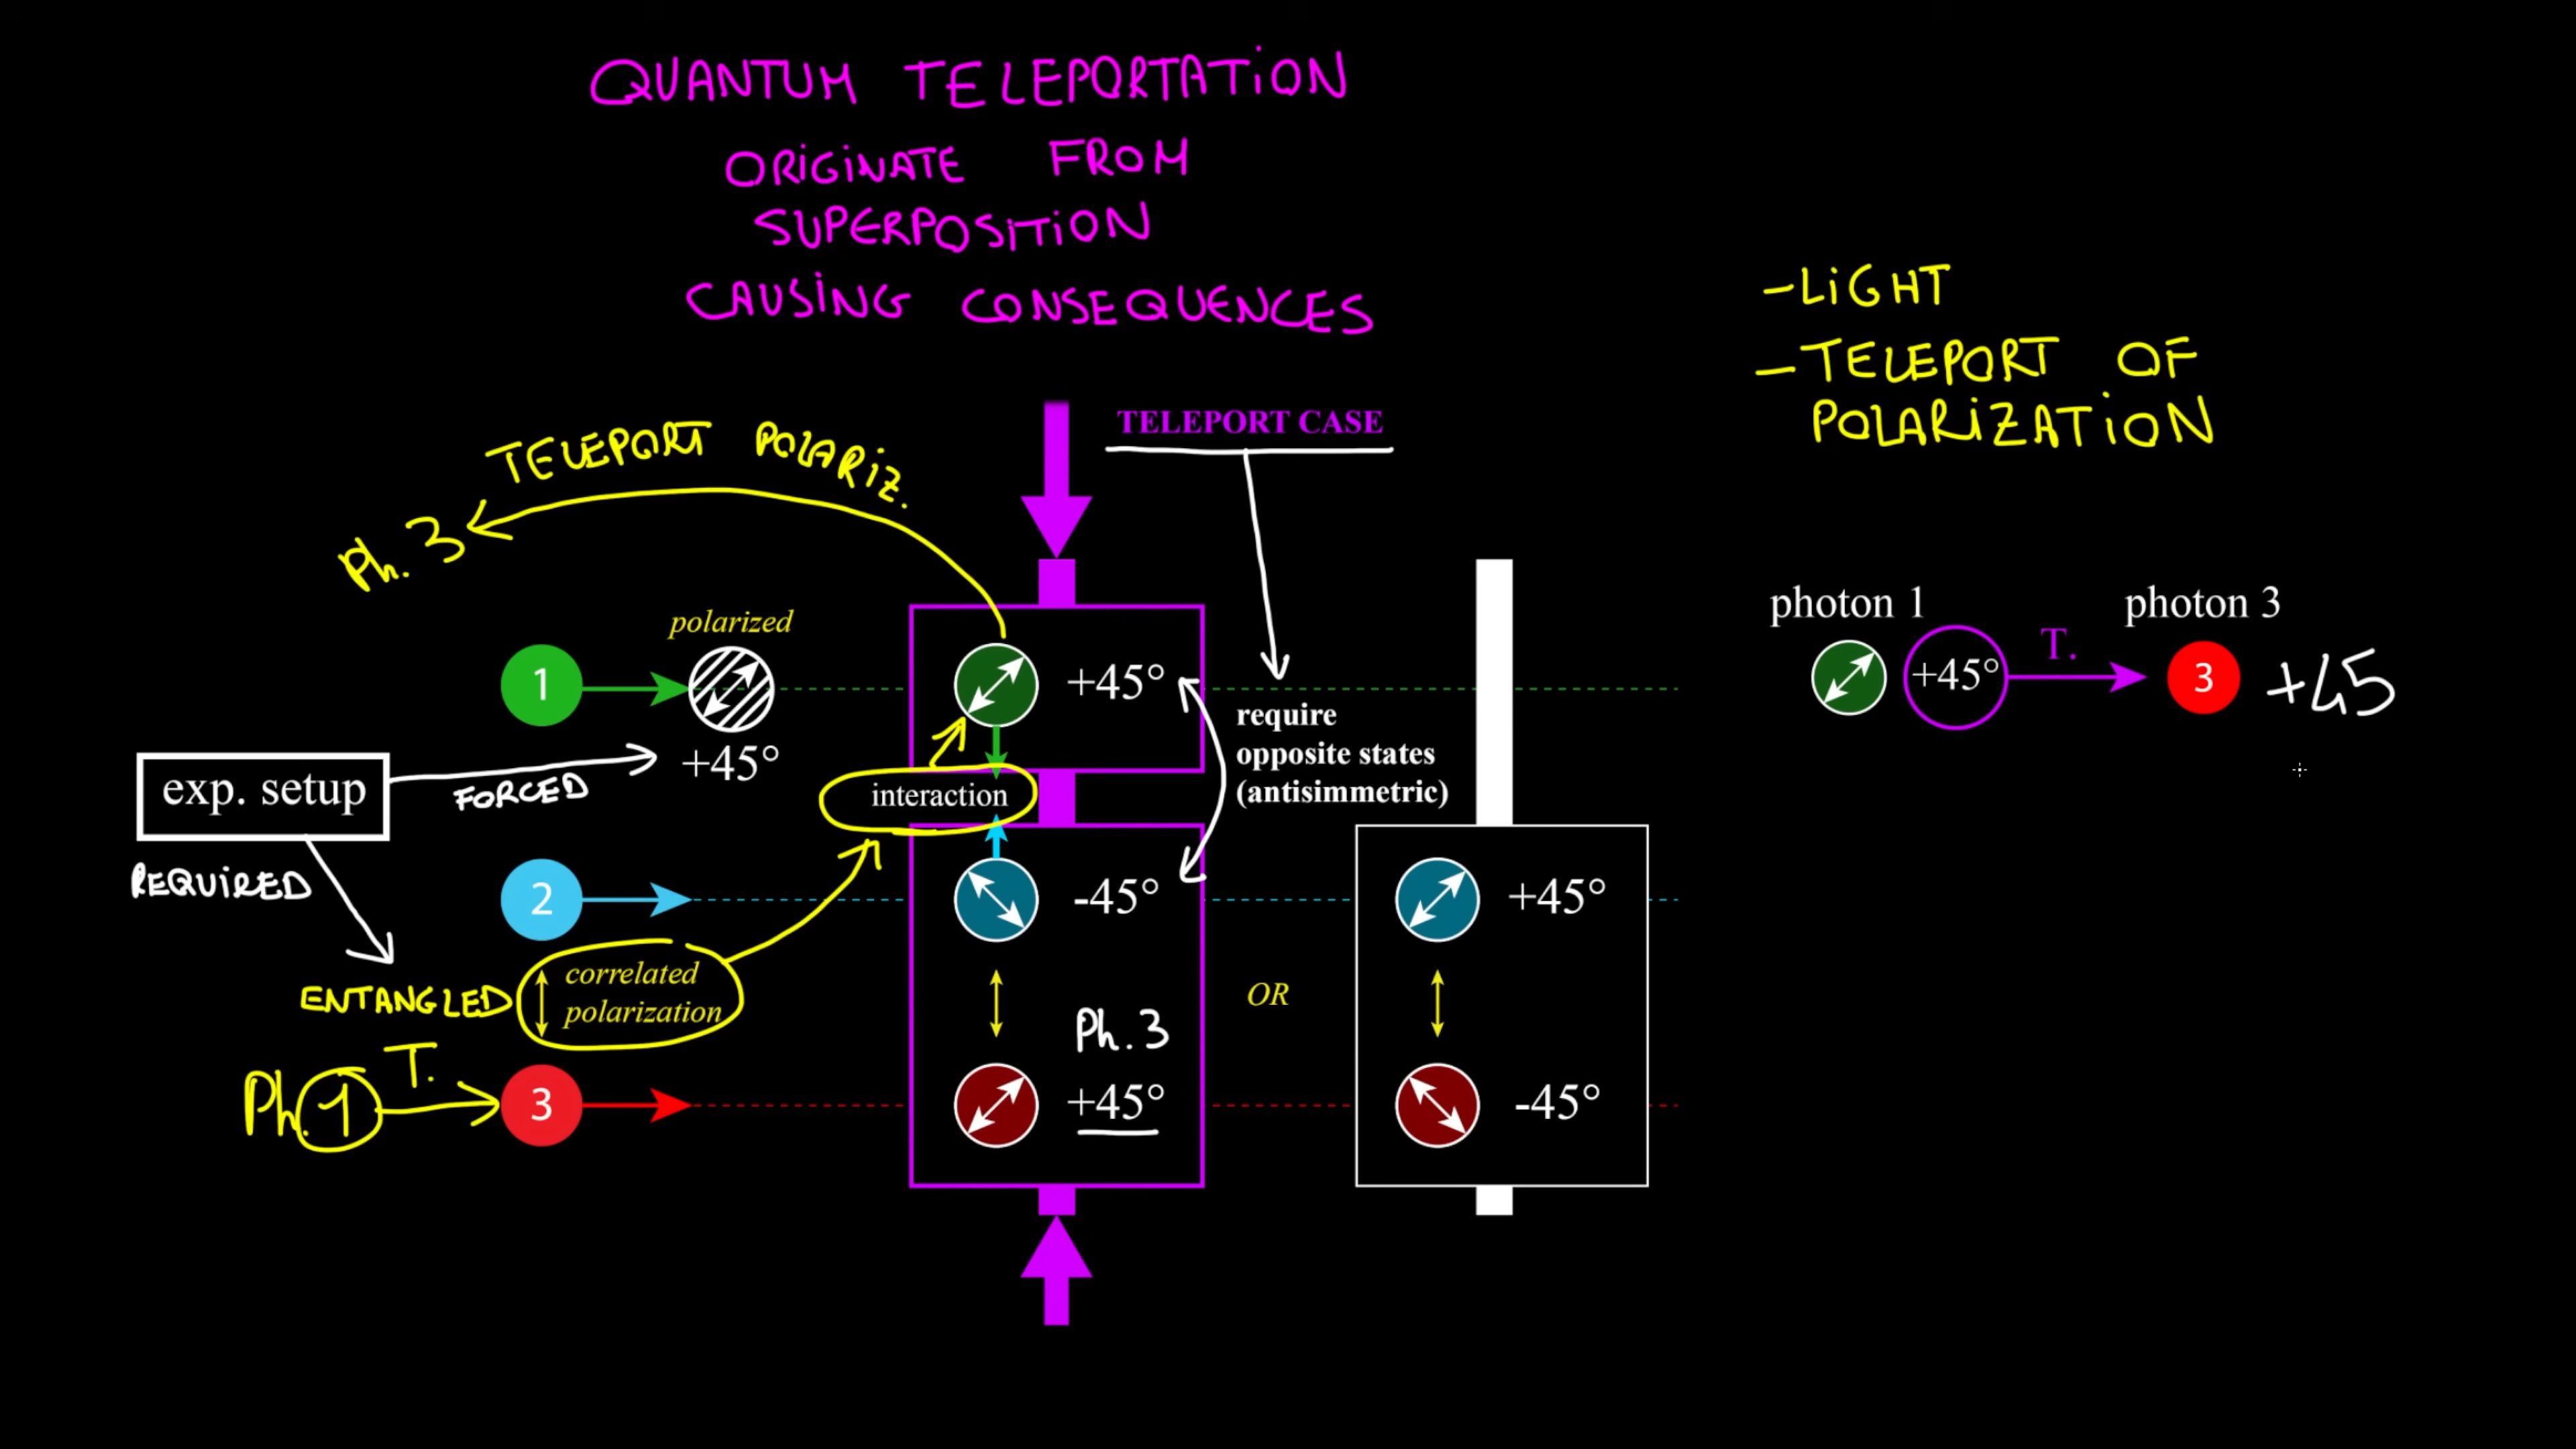 QUANTUM TELEPORTATION
ORIGINATE FROM
SUPERPOSITION
CAUSING CONSEQUENCES
-LIGHT
-TELEPORT OF
POLARIZATION
TELEPORT CASE
TELEPORT POLARIZ.
Ph. 3
polarized
1
+45°
+45°
require
opposite states
(antisimmetric)
photon 1
photon 3
+45°
T.
3
+45
exp. setup
FORCED
REQUIRED
interaction
2
-45°
+45°
ENTANGLED
correlated
polarization
OR
Ph. 3
Ph. 1
T.
3
+45°
-45°